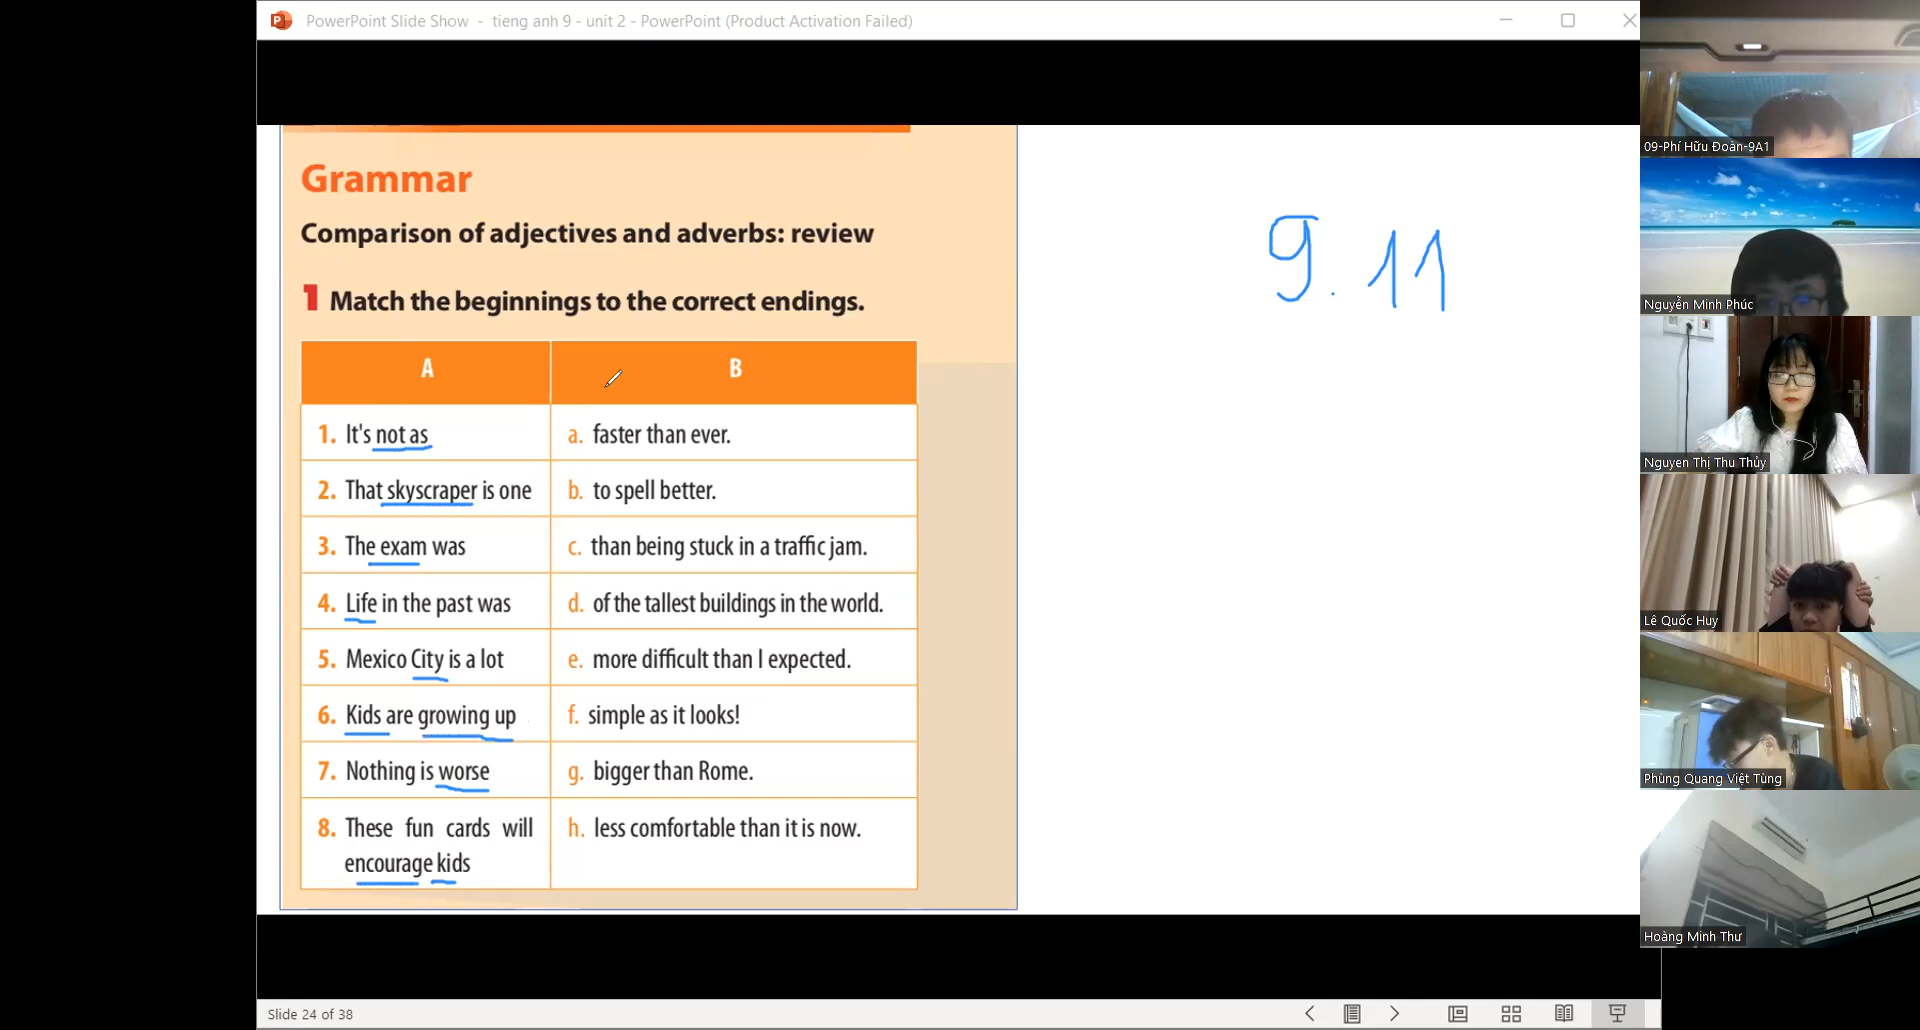 PowerPoint Slide Show - tieng anh 9 - unit 2 - PowerPoint (Product Activation Failed)
Grammar
Comparison of adjectives and adverbs: review
1 Match the beginnings to the correct endings.
A B
1. It's not as a. faster than ever.
2. That skyscraper is one b. to spell better.
3. The exam was c. than being stuck in a traffic jam.
4. Life in the past was d. of the tallest buildings in the world.
5. Mexico City is a lot e. more difficult than I expected.
6. Kids are growing up f. simple as it looks!
7. Nothing is worse g. bigger than Rome.
8. These fun cards will h. less comfortable than it is now.
encourage kids
9.11
09-Phí Hữu Đoàn-9A1
Nguyễn Minh Phúc
Nguyen Thị Thu Thủy
Lê Quốc Huy
Phùng Quang Việt Tùng
Hoàng Minh Thư
Slide 24 of 38